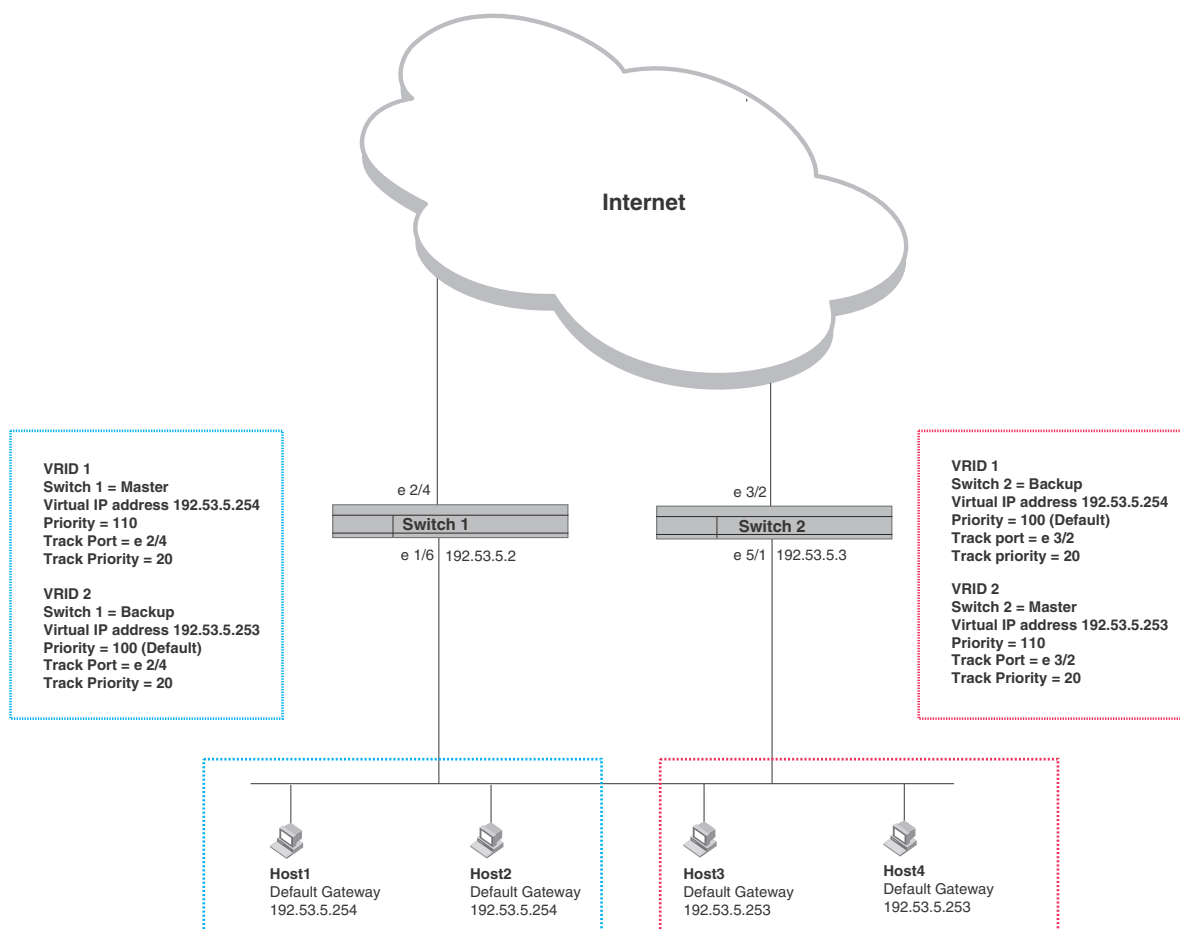 Internet
e 2/4
Switch 1
e 1/6
192.53.5.2
e 3/2
Switch 2
e 5/1
192.53.5.3
VRID 1
Switch 1 = Master
Virtual IP address 192.53.5.254
Priority = 110
Track Port = e 2/4
Track Priority = 20
VRID 2
Switch 1 = Backup
Virtual IP address 192.53.5.253
Priority = 100 (Default)
Track Port = e 2/4
Track Priority = 20
VRID 1
Switch 2 = Backup
Virtual IP address 192.53.5.254
Priority = 100 (Default)
Track port = e 3/2
Track priority = 20
VRID 2
Switch 2 = Master
Virtual IP address 192.53.5.253
Priority = 110
Track Port = e 3/2
Track Priority = 20
Host1
Default Gateway
192.53.5.254
Host2
Default Gateway
192.53.5.254
Host3
Default Gateway
192.53.5.253
Host4
Default Gateway
192.53.5.253